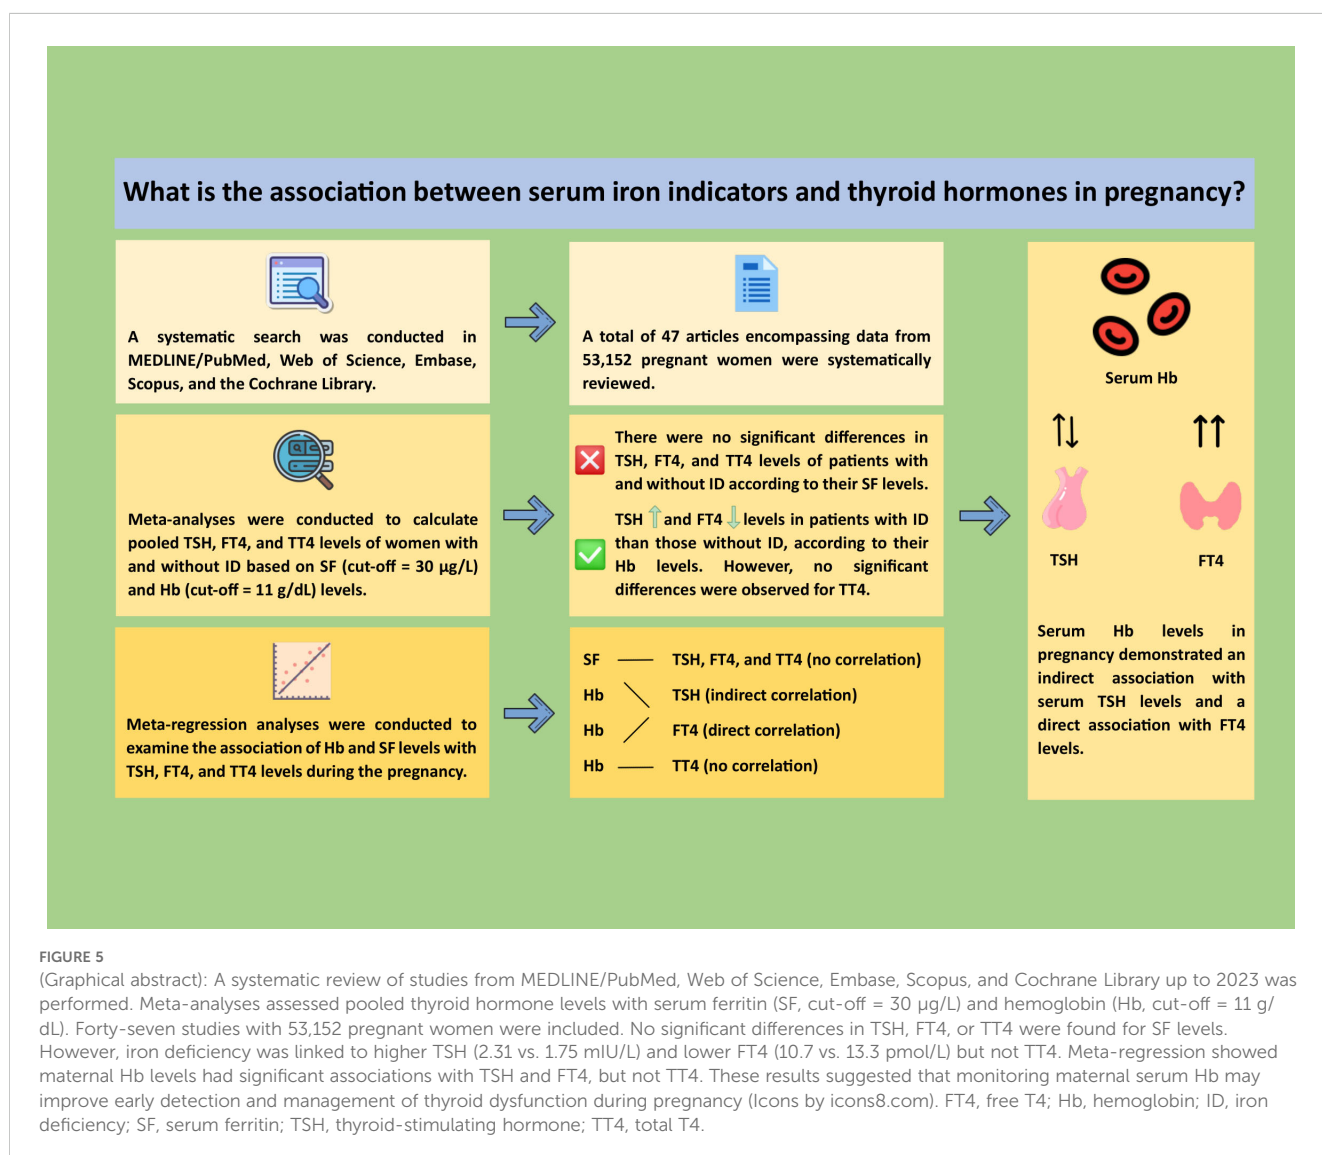 What is the association between serum iron indicators and thyroid hormones in pregnancy?
A systematic search was conducted in
MEDLINE/PubMed, Web of Science, Embase,
Scopus, and the Cochrane Library.
A total of 47 articles encompassing data from
53,152 pregnant women were systematically
reviewed.
Meta-analyses were conducted to calculate
pooled TSH, FT4, and TT4 levels of women with
and without ID based on SF (cut-off = 30 µg/L)
and Hb (cut-off = 11 g/dL) levels.
There were no significant differences in
TSH, FT4, and TT4 levels of patients with
and without ID according to their SF levels.
TSH ↑ and FT4 ↓ levels in patients with ID
than those without ID, according to their
Hb levels. However, no significant
differences were observed for TT4.
Meta-regression analyses were conducted to
examine the association of Hb and SF levels with
TSH, FT4, and TT4 levels during the pregnancy.
SF — TSH, FT4, and TT4 (no correlation)
Hb \ TSH (indirect correlation)
Hb / FT4 (direct correlation)
Hb — TT4 (no correlation)
Serum Hb
↑↓ ↑↑
TSH FT4
Serum Hb levels in
pregnancy demonstrated an
indirect association with
serum TSH levels and a
direct association with FT4
levels.
FIGURE 5
(Graphical abstract): A systematic review of studies from MEDLINE/PubMed, Web of Science, Embase, Scopus, and Cochrane Library up to 2023 was
performed. Meta-analyses assessed pooled thyroid hormone levels with serum ferritin (SF, cut-off = 30 µg/L) and hemoglobin (Hb, cut-off = 11 g/
dL). Forty-seven studies with 53,152 pregnant women were included. No significant differences in TSH, FT4, or TT4 were found for SF levels.
However, iron deficiency was linked to higher TSH (2.31 vs. 1.75 mIU/L) and lower FT4 (10.7 vs. 13.3 pmol/L) but not TT4. Meta-regression showed
maternal Hb levels had significant associations with TSH and FT4, but not TT4. These results suggested that monitoring maternal serum Hb may
improve early detection and management of thyroid dysfunction during pregnancy (Icons by icons8.com). FT4, free T4; Hb, hemoglobin; ID, iron
deficiency; SF, serum ferritin; TSH, thyroid-stimulating hormone; TT4, total T4.